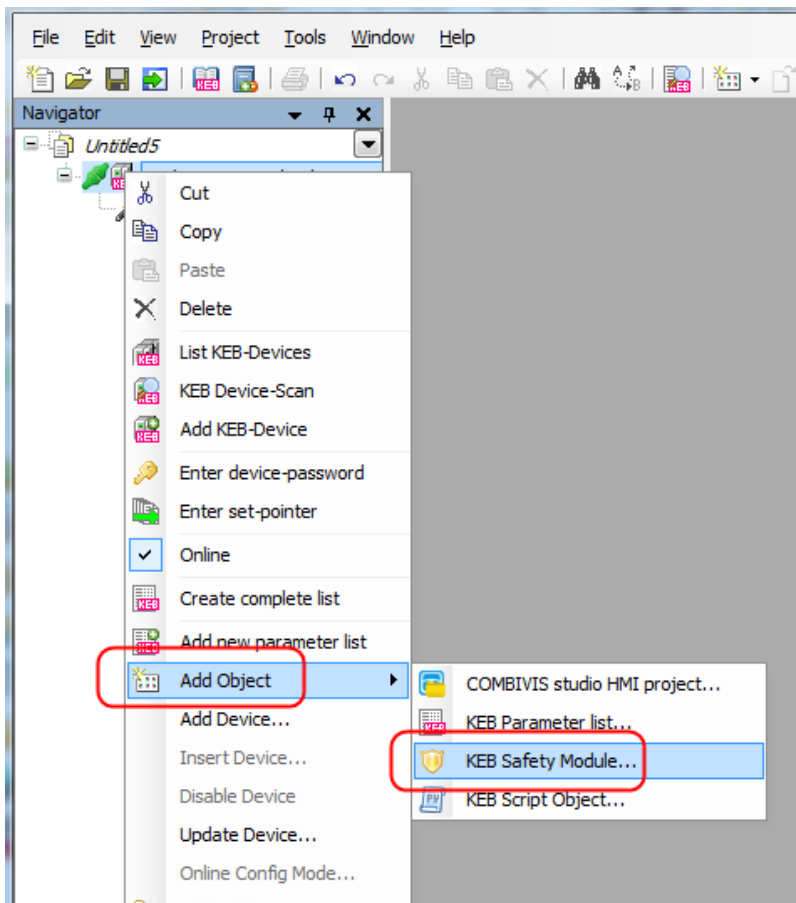 File Edit View Project Tools Window Help
Navigator
Untitled5
Cut
Copy
Paste
Delete
List KEB-Devices
KEB Device-Scan
Add KEB-Device
Enter device-password
Enter set-pointer
Online
Create complete list
Add new parameter list
Add Object
COMBIVIS studio HMI project...
Add Device...
KEB Parameter list...
Insert Device...
KEB Safety Module...
Disable Device
KEB Script Object...
Update Device...
Online Config Mode...